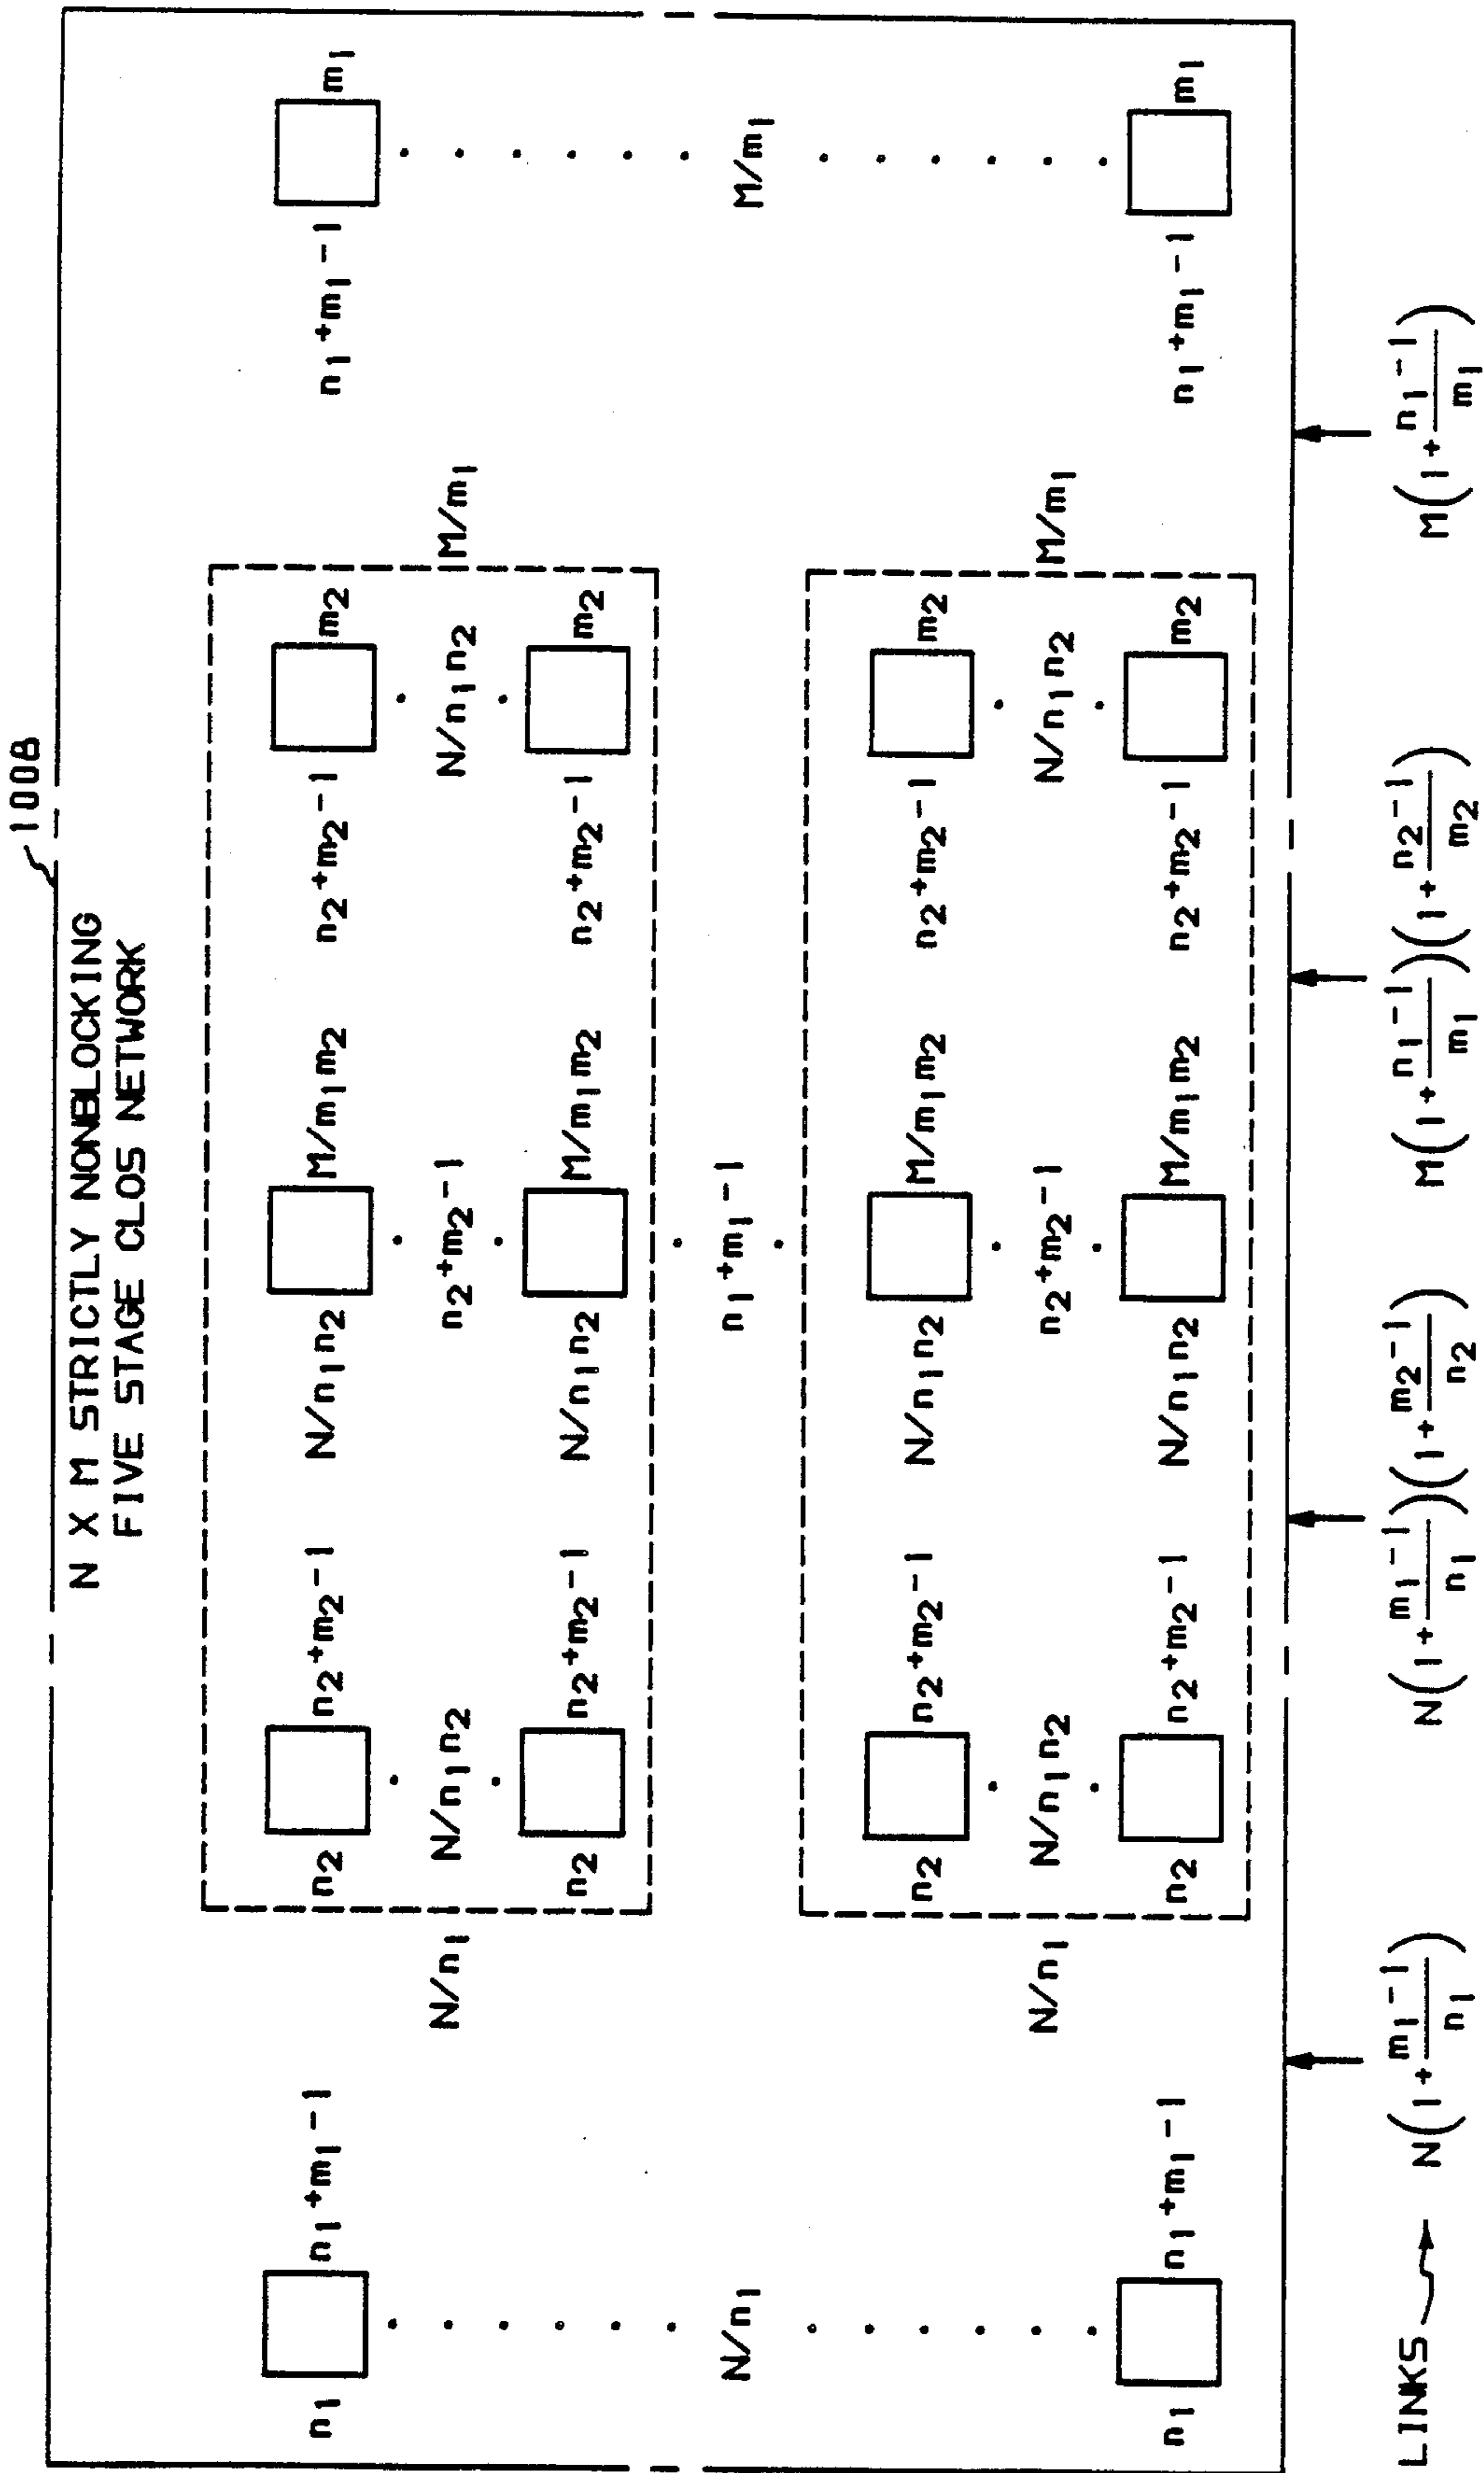 N X M STRICTLY NONBLOCKING
FIVE STAGE CLOS NETWORK
n₁ n₁+m₁-1 n₂ n₂+m₂-1 N/n₁n₂ M/m₁m₂ n₂+m₂-1 m₂ n₁+m₁-1 m₁
N/n₁ N/n₁n₂ n₂+m₂-1 N/n₁n₂ M/m₁
n₂ n₂+m₂-1 N/n₁n₂ M/m₁m₂ n₂+m₂-1 m₂
N/n₁ n₁+m₁-1 M/m₁
n₂ n₂+m₂-1 N/n₁n₂ M/m₁m₂ n₂+m₂-1 m₂
N/n₁ N/n₁n₂ n₂+m₂-1 N/n₁n₂ M/m₁
n₁ n₁+m₁-1 n₂ n₂+m₂-1 N/n₁n₂ M/m₁m₂ n₂+m₂-1 m₂ n₁+m₁-1 m₁
LINKS N(1+(m₁-1)/n₁) N(1+(m₁-1)/n₁)(1+(m₂-1)/n₂) M(1+(n₁-1)/m₁)(1+(n₂-1)/m₂) M(1+(n₁-1)/m₁)